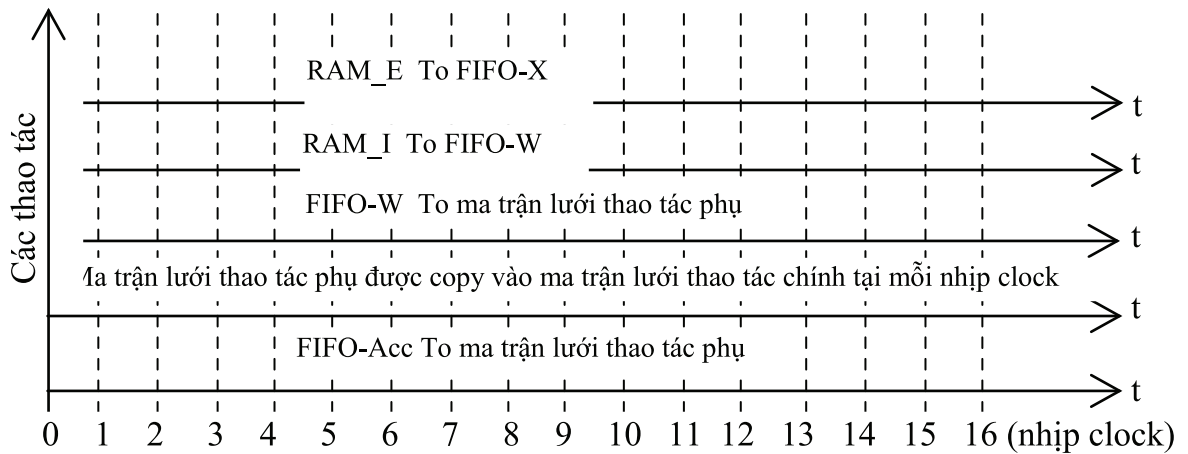 RAM_E To FIFO-X
t
RAM_I To FIFO-W
t
FIFO-W To ma trận lưới thao tác phụ
t
trận lưới thao tác phụ được copy vào ma trận lưới thao tác chính tại mỗi nhịp clock
t
FIFO-Acc To ma trận lưới thao tác phụ
t
Các thao tác
0 1 2 3 4 5 6 7 8 9 10 11 12 13 14 15 16 (nhịp clock)